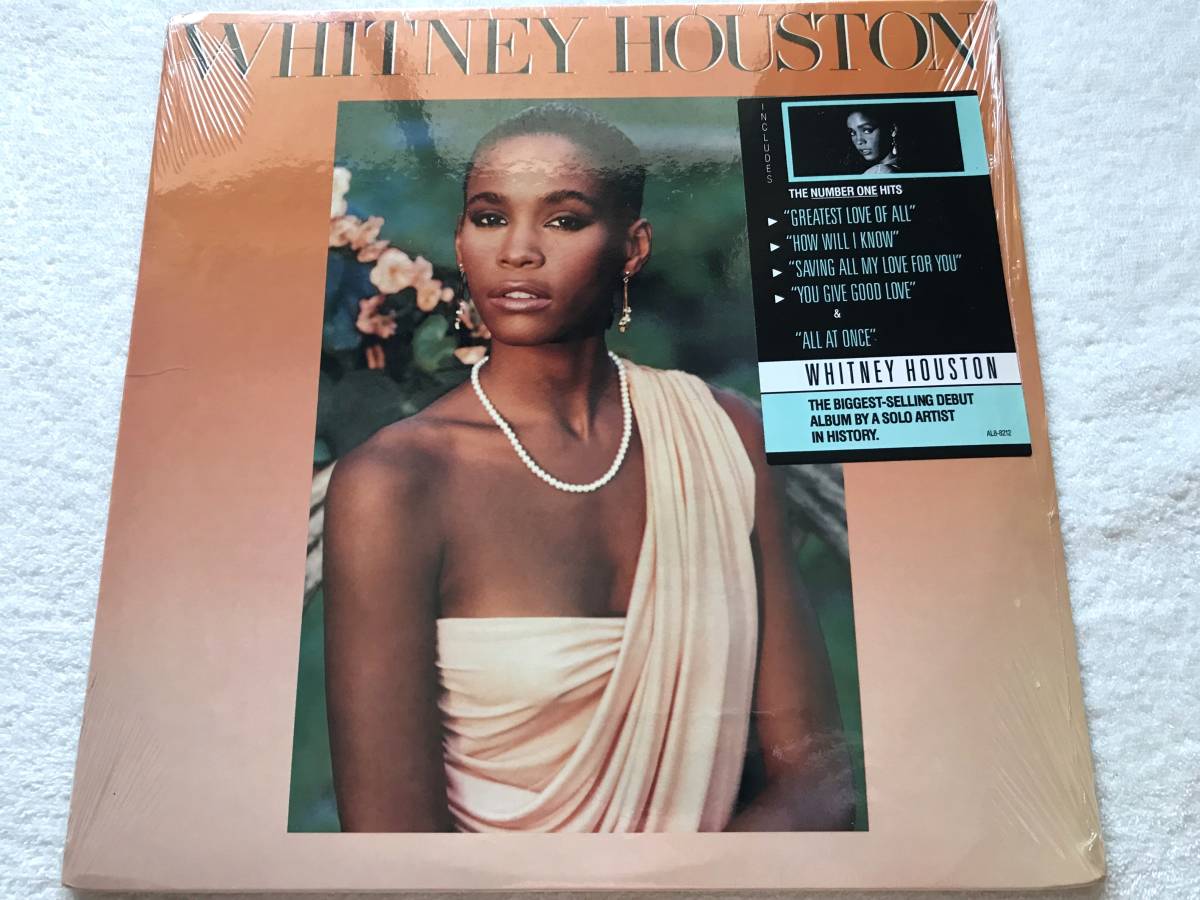 WHITNEY HOUSTON
INCLUDES
THE NUMBER ONE HITS
▶ "GREATEST LOVE OF ALL"
▶ "HOW WILL I KNOW"
▶ "SAVING ALL MY LOVE FOR YOU"
▶ "YOU GIVE GOOD LOVE"
&
"ALL AT ONCE"
WHITNEY HOUSTON
THE BIGGEST-SELLING DEBUT
ALBUM BY A SOLO ARTIST
IN HISTORY.
AL8-8212